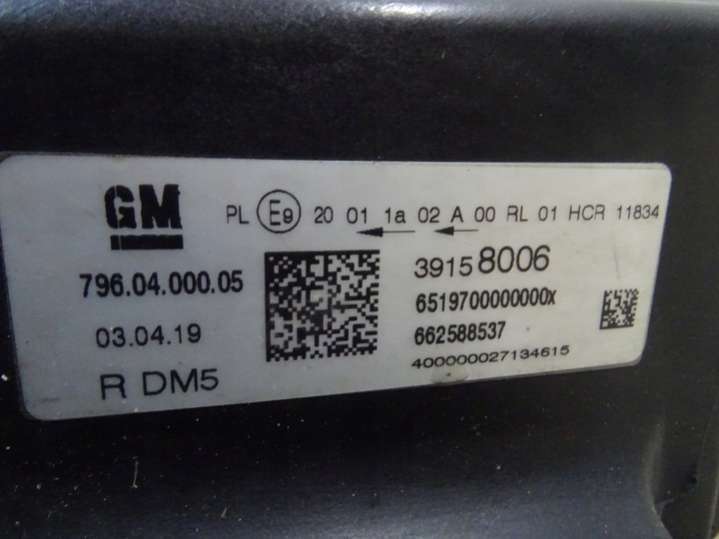 GM
PL E9 20 01 1a 02 A 00 RL 01 HCR 11834
796.04.000.05
39158006
6519700000000x
03.04.19
662588537
400000027134615
R DM5